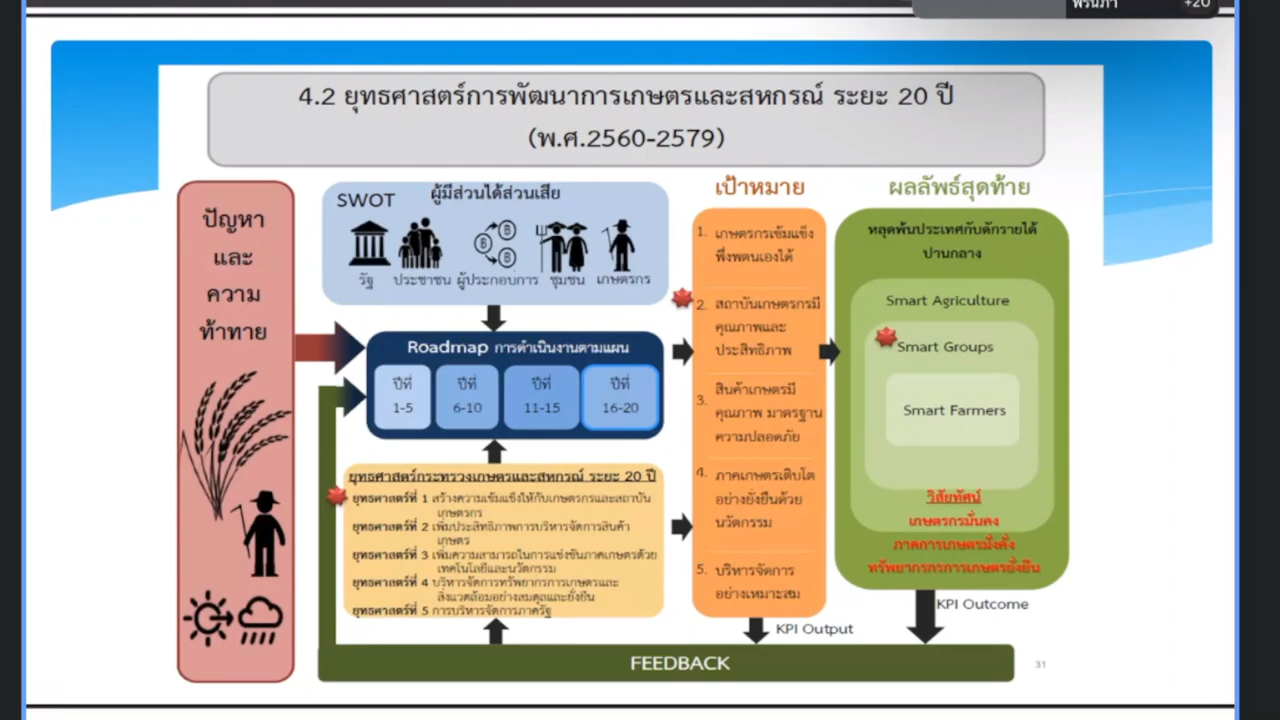 พรนภา
+20
4.2 ยุทธศาสตร์การพัฒนาการเกษตรและสหกรณ์ ระยะ 20 ปี
(พ.ศ.2560-2579)
ปัญหา
และ
ความ
ท้าทาย
SWOT
ผู้มีส่วนได้ส่วนเสีย
รัฐ ประชาชน ผู้ประกอบการ ชุมชน เกษตรกร
Roadmap การดำเนินงานตามแผน
ปีที่
1-5
ปีที่
6-10
ปีที่
11-15
ปีที่
16-20
ยุทธศาสตร์กระทรวงเกษตรและสหกรณ์ ระยะ 20 ปี
ยุทธศาสตร์ที่ 1 สร้างความเข้มแข็งให้กับเกษตรกรและสถาบัน
เกษตรกร
ยุทธศาสตร์ที่ 2 เพิ่มประสิทธิภาพการบริหารจัดการสินค้า
เกษตร
ยุทธศาสตร์ที่ 3 เพิ่มความสามารถในการแข่งขันภาคเกษตรด้วย
เทคโนโลยีและนวัตกรรม
ยุทธศาสตร์ที่ 4 บริหารจัดการทรัพยากรการเกษตรและ
สิ่งแวดล้อมอย่างสมดุลและยั่งยืน
ยุทธศาสตร์ที่ 5 การบริหารจัดการภาครัฐ
เป้าหมาย
1. เกษตรกรเข้มแข็ง
พึ่งพตนเองได้
2. สถาบันเกษตรกรมี
คุณภาพและ
ประสิทธิภาพ
3. สินค้าเกษตรมี
คุณภาพ มาตรฐาน
ความปลอดภัย
4. ภาคเกษตรเติบโต
อย่างยั่งยืนด้วย
นวัตกรรม
5. บริหารจัดการ
อย่างเหมาะสม
ผลลัพธ์สุดท้าย
หลุดพ้นประเทศกับดักรายได้
ปานกลาง
Smart Agriculture
Smart Groups
Smart Farmers
วิสัยทัศน์
เกษตรกรมั่นคง
ภาคการเกษตรมั่งคั่ง
ทรัพยากรการเกษตรยั่งยืน
KPI Output
KPI Outcome
FEEDBACK
31